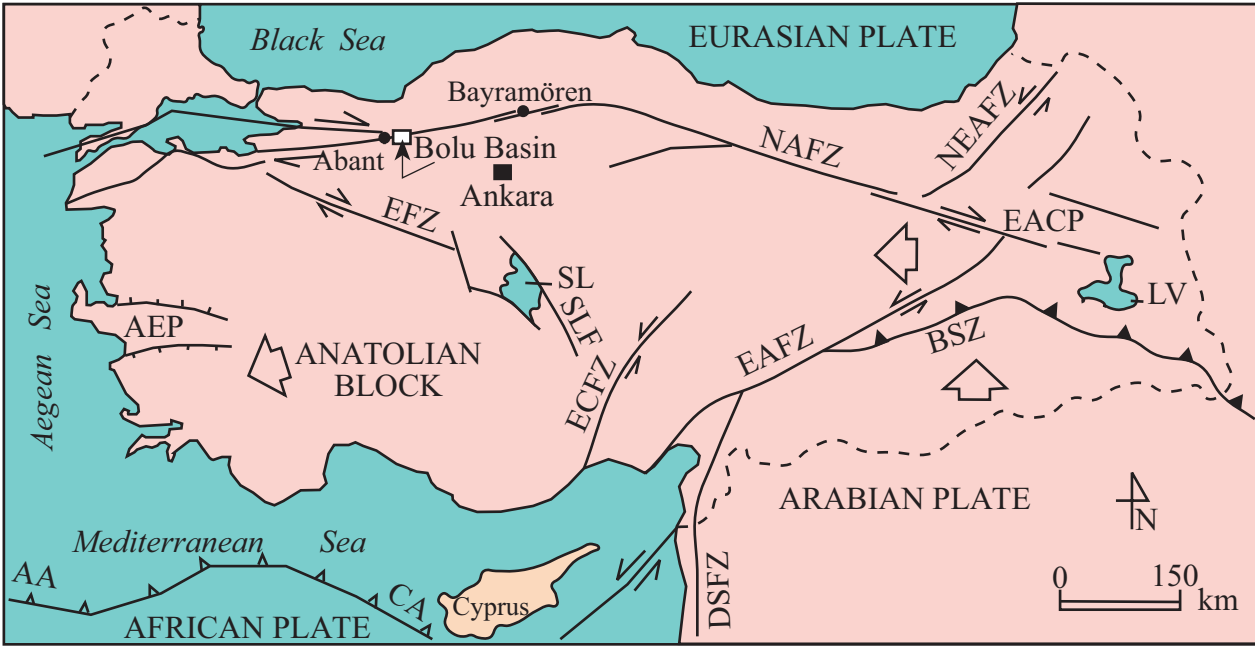 Black Sea
EURASIAN PLATE
Bayramören
NEAFZ
NAFZ
Abant
Bolu Basin
Ankara
EFZ
EACP
SL
LV
SLF
AEP
BSZ
EAFZ
ANATOLIAN
BLOCK
ECFZ
Aegean Sea
ARABIAN PLATE
N
Mediterranean Sea
AA
CA
Cyprus
DSFZ
0 150
km
AFRICAN PLATE